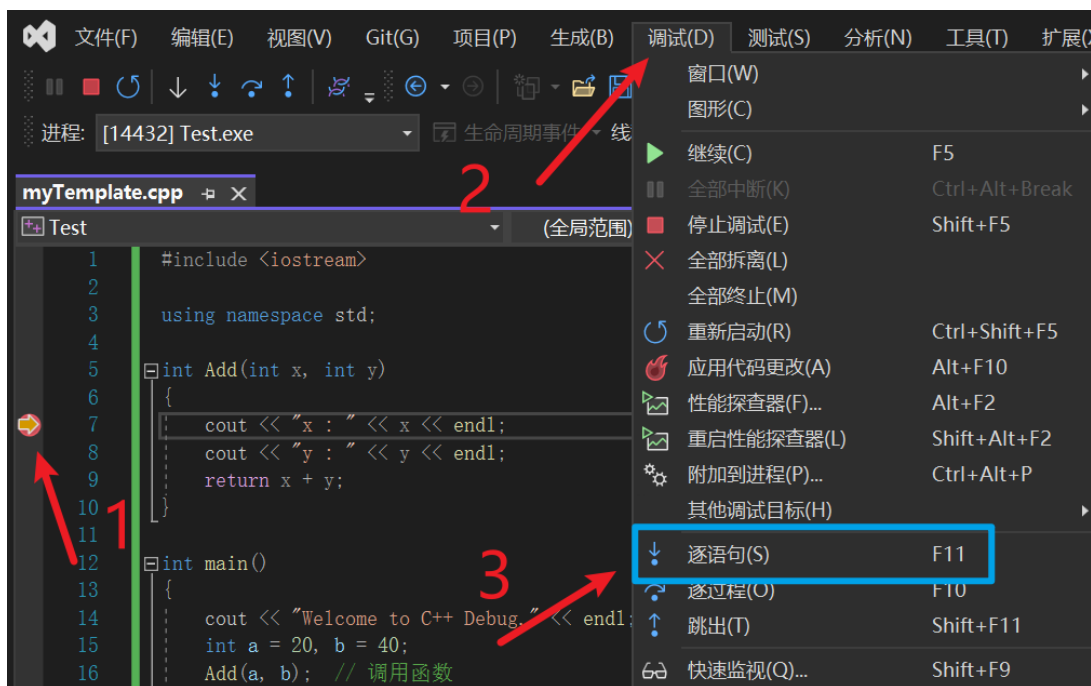 文件(F) 编辑(E) 视图(V) Git(G) 项目(P) 生成(B) 调试(D) 测试(S) 分析(N) 工具(T) 扩展(X
进程: [14432] Test.exe 生命周期事件 线
myTemplate.cpp
Test (全局范围)
1 #include <iostream>
2
3 using namespace std;
4
5 int Add(int x, int y)
6 {
7 cout << "x : " << x << endl;
8 cout << "y : " << y << endl;
9 return x + y;
10 }
11
12 int main()
13 {
14 cout << "Welcome to C++ Debug." << endl;
15 int a = 20, b = 40;
16 Add(a, b); // 调用函数
1
2
3
窗口(W)
图形(C)
继续(C) F5
全部中断(K) Ctrl+Alt+Break
停止调试(E) Shift+F5
全部拆离(L)
全部终止(M)
重新启动(R) Ctrl+Shift+F5
应用代码更改(A) Alt+F10
性能探查器(F)... Alt+F2
重启性能探查器(L) Shift+Alt+F2
附加到进程(P)... Ctrl+Alt+P
其他调试目标(H)
逐语句(S) F11
逐过程(O) F10
跳出(T) Shift+F11
快速监视(Q)... Shift+F9